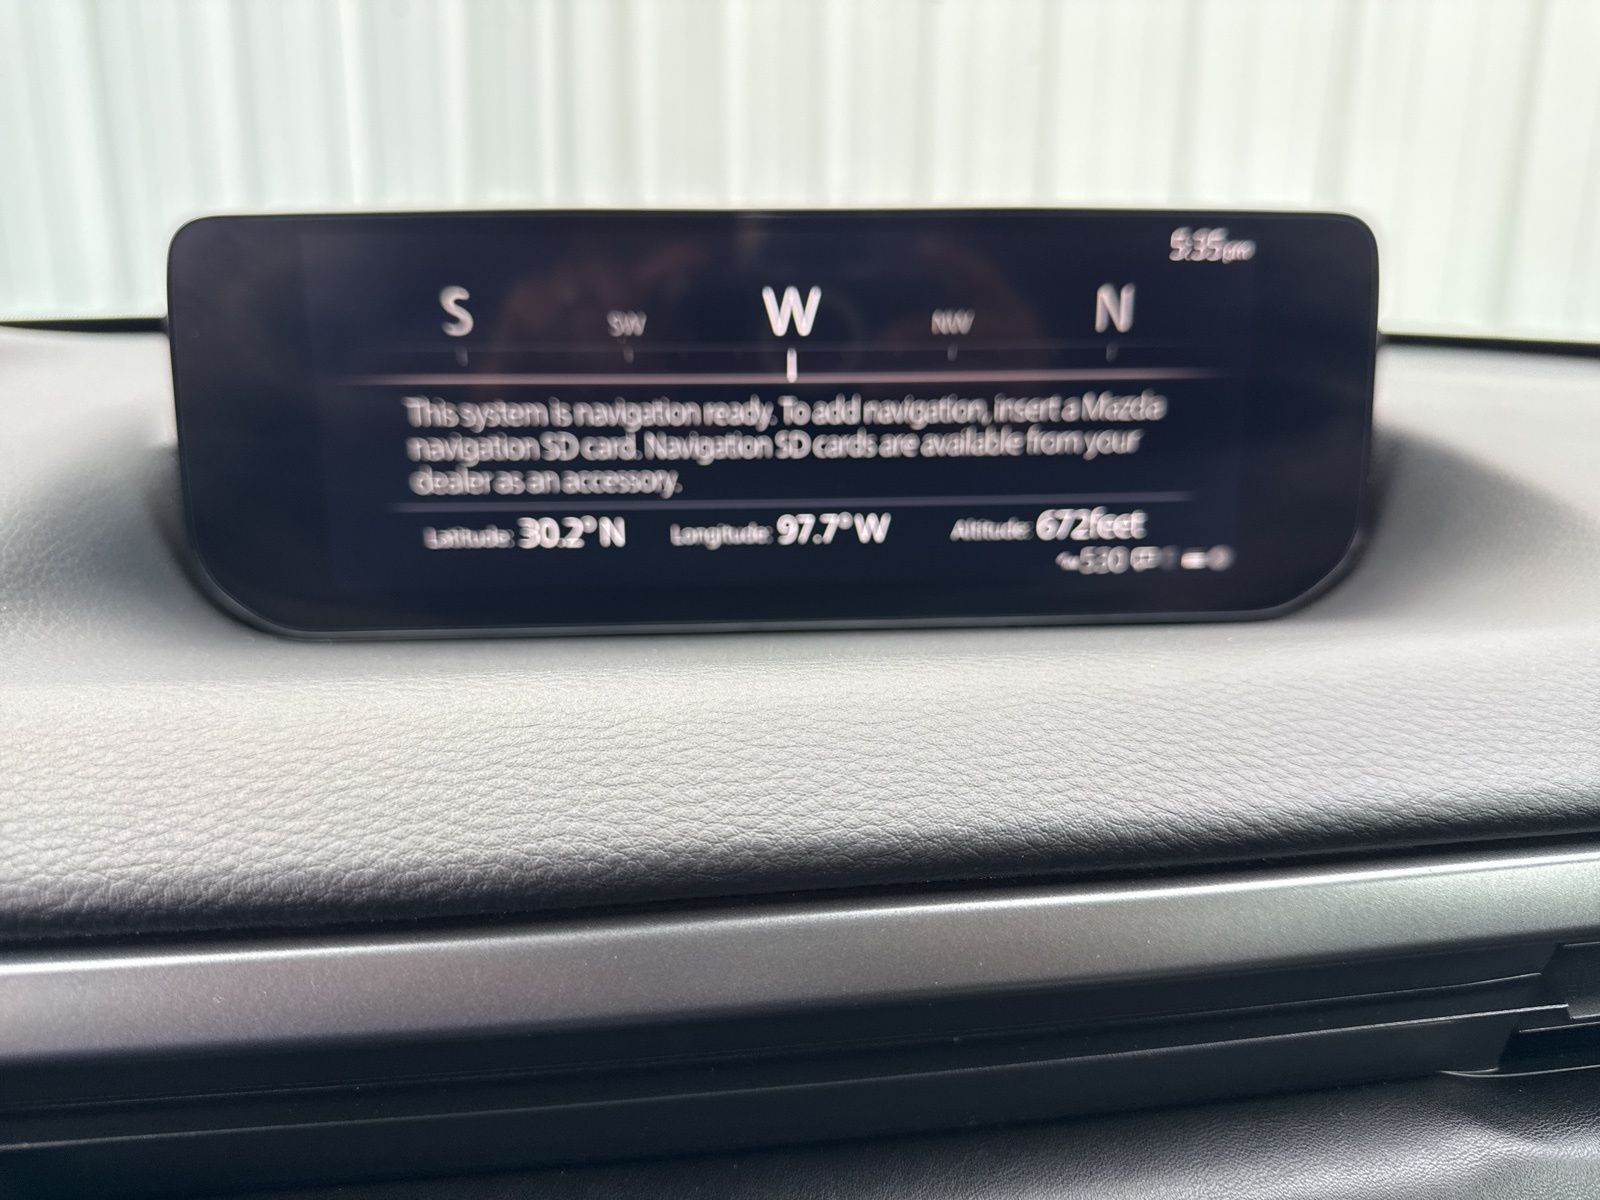 5:35pm
S SW W NW N
This system is navigation ready. To add navigation, insert a Mazda
navigation SD card. Navigation SD cards are available from your
dealer as an accessory.
Latitude: 30.2°N Longitude: 97.7°W Altitude: 672feet
530